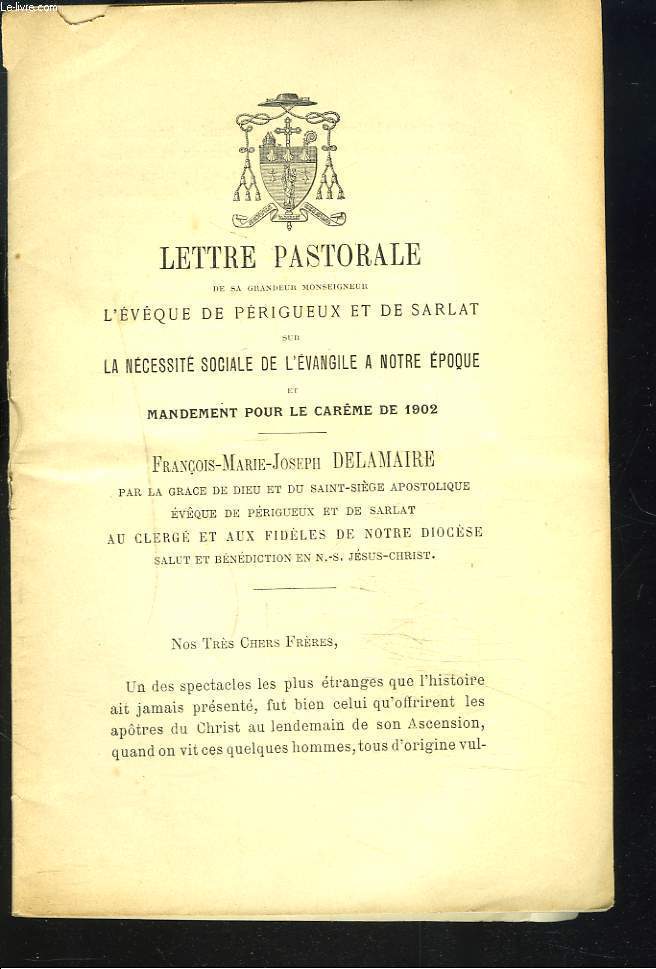 Le-livre.com
LETTRE PASTORALE
DE SA GRANDEUR MONSEIGNEUR
L'ÉVÊQUE DE PÉRIGUEUX ET DE SARLAT
SUR
LA NÉCESSITÉ SOCIALE DE L'ÉVANGILE A NOTRE ÉPOQUE
ET
MANDEMENT POUR LE CARÊME DE 1902
FRANÇOIS-MARIE-JOSEPH DELAMAIRE
PAR LA GRACE DE DIEU ET DU SAINT-SIÈGE APOSTOLIQUE
ÉVÊQUE DE PÉRIGUEUX ET DE SARLAT
AU CLERGÉ ET AUX FIDÈLES DE NOTRE DIOCÈSE
SALUT ET BÉNÉDICTION EN N.-S. JÉSUS-CHRIST.
NOS TRÈS CHERS FRÈRES,
Un des spectacles les plus étranges que l'histoire
ait jamais présenté, fut bien celui qu'offrirent les
apôtres du Christ au lendemain de son Ascension,
quand on vit ces quelques hommes, tous d'origine vul-